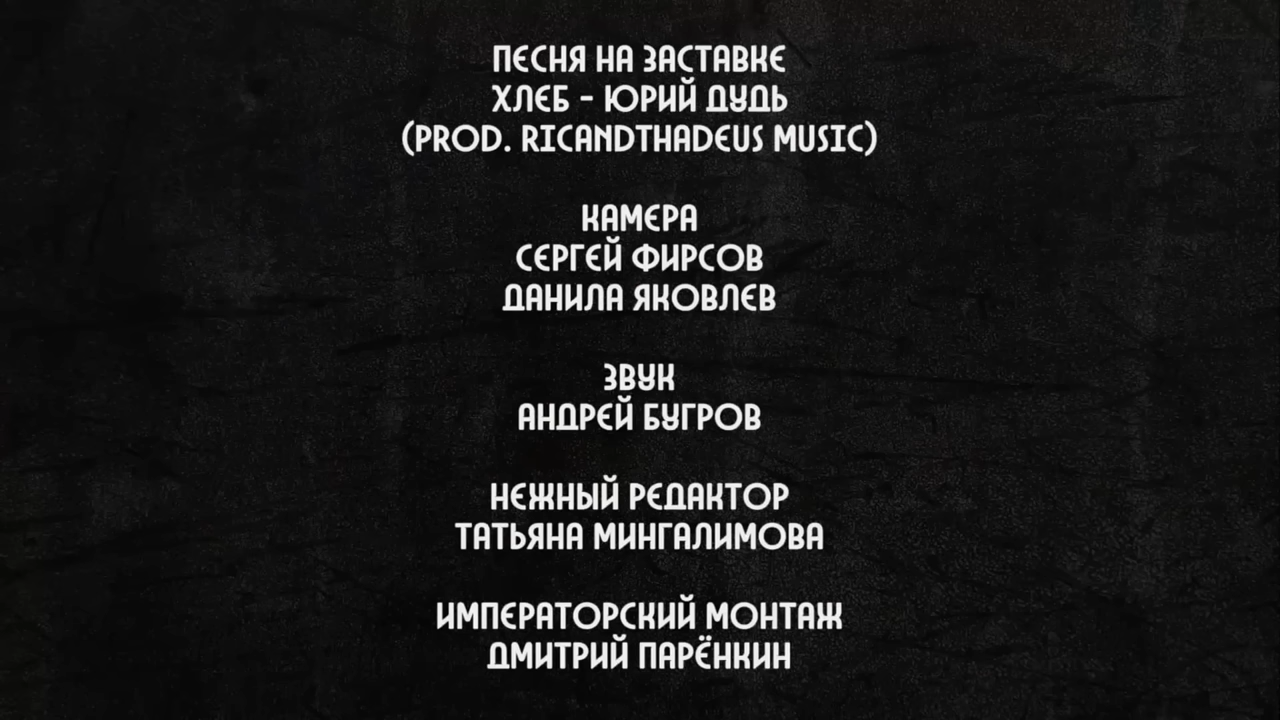 ПЕСНЯ НА ЗАСТАВКЕ
ХЛЕБ - ЮРИЙ ДУДЬ
(PROD. RICANDTHADEUS MUSIC)
КАМЕРА
СЕРГЕЙ ФИРСОВ
ДАНИЛА ЯКОВЛЕВ
ЗВУК
АНДРЕЙ БУГРОВ
НЕЖНЫЙ РЕДАКТОР
ТАТЬЯНА МИНГАЛИМОВА
ИМПЕРАТОРСКИЙ МОНТАЖ
ДМИТРИЙ ПАРЁНКИН